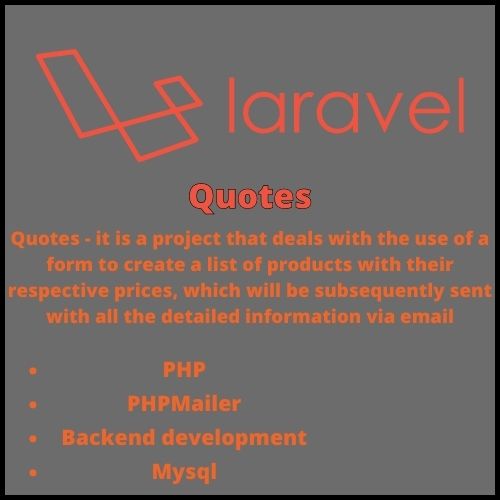 laravel
Quotes
Quotes - it is a project that deals with the use of a
form to create a list of products with their
respective prices, which will be subsequently sent
with all the detailed information via email
• PHP
• PHPMailer
• Backend development
• Mysql